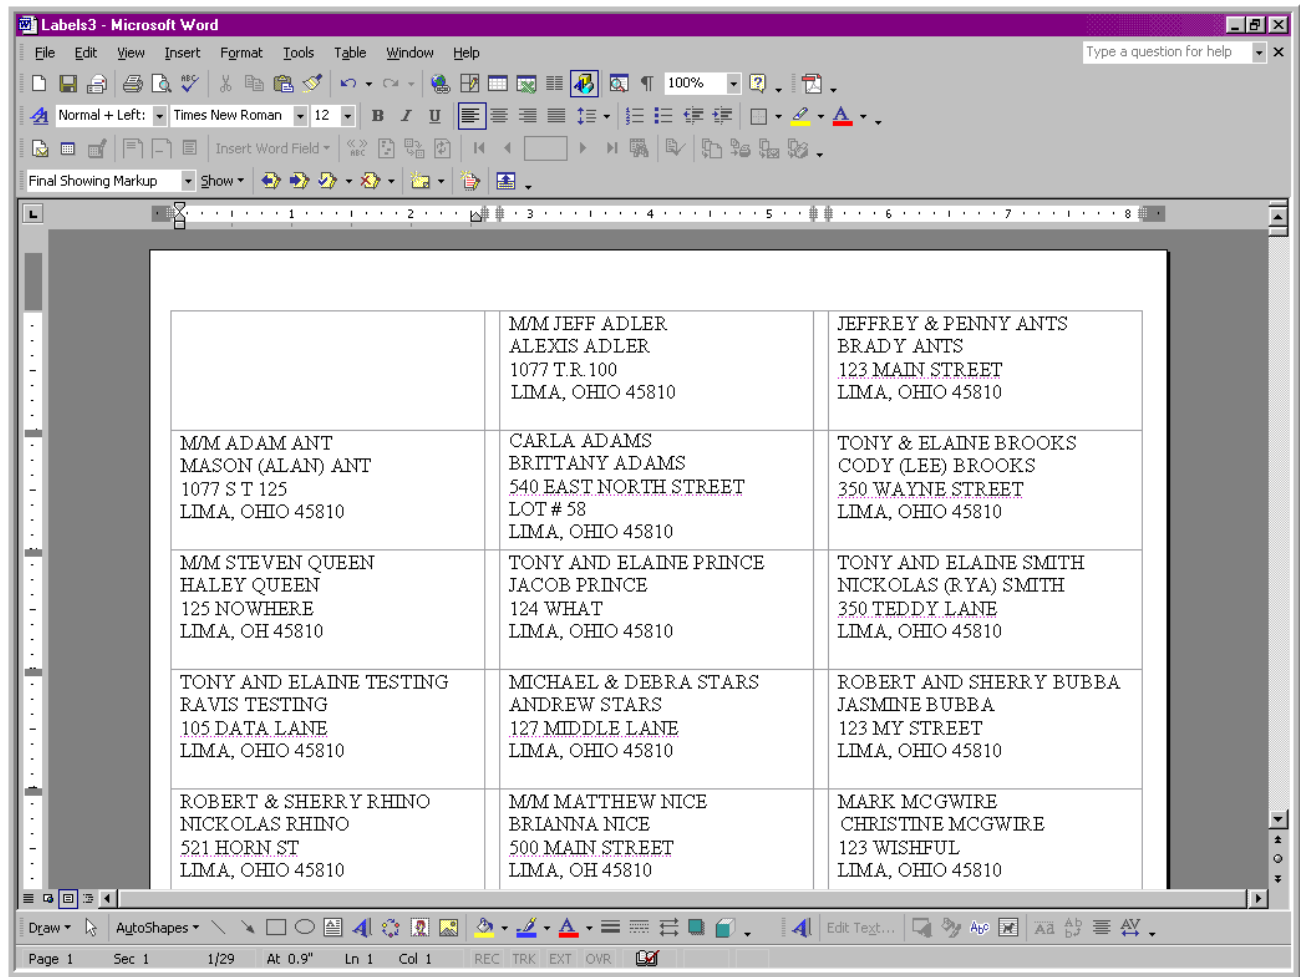 Labels3 - Microsoft Word
File Edit View Insert Format Tools Table Window Help
Type a question for help
100%
Normal + Left: Times New Roman 12 B I U
Insert Word Field
Final Showing Markup Show
1 2 3 4 5 6 7 8
M/M JEFF ADLER
ALEXIS ADLER
1077 T.R. 100
LIMA, OHIO 45810
JEFFREY & PENNY ANTS
BRADY ANTS
123 MAIN STREET
LIMA, OHIO 45810
M/M ADAM ANT
MASON (ALAN) ANT
1077 S T 125
LIMA, OHIO 45810
CARLA ADAMS
BRITTANY ADAMS
540 EAST NORTH STREET
LOT # 58
LIMA, OHIO 45810
TONY & ELAINE BROOKS
CODY (LEE) BROOKS
350 WAYNE STREET
LIMA, OHIO 45810
M/M STEVEN QUEEN
HALEY QUEEN
125 NOWHERE
LIMA, OH 45810
TONY AND ELAINE PRINCE
JACOB PRINCE
124 WHAT
LIMA, OHIO 45810
TONY AND ELAINE SMITH
NICKOLAS (RYA) SMITH
350 TEDDY LANE
LIMA, OHIO 45810
TONY AND ELAINE TESTING
RAVIS TESTING
105 DATA LANE
LIMA, OHIO 45810
MICHAEL & DEBRA STARS
ANDREW STARS
127 MIDDLE LANE
LIMA, OHIO 45810
ROBERT AND SHERRY BUBBA
JASMINE BUBBA
123 MY STREET
LIMA, OHIO 45810
ROBERT & SHERRY RHINO
NICKOLAS RHINO
521 HORN ST
LIMA, OHIO 45810
M/M MATTHEW NICE
BRIANNA NICE
500 MAIN STREET
LIMA, OH 45810
MARK MCGWIRE
CHRISTINE MCGWIRE
123 WISHFUL
LIMA, OHIO 45810
Draw AutoShapes Edit Text...
Page 1 Sec 1 1/29 At 0.9" Ln 1 Col 1 REC TRK EXT OVR